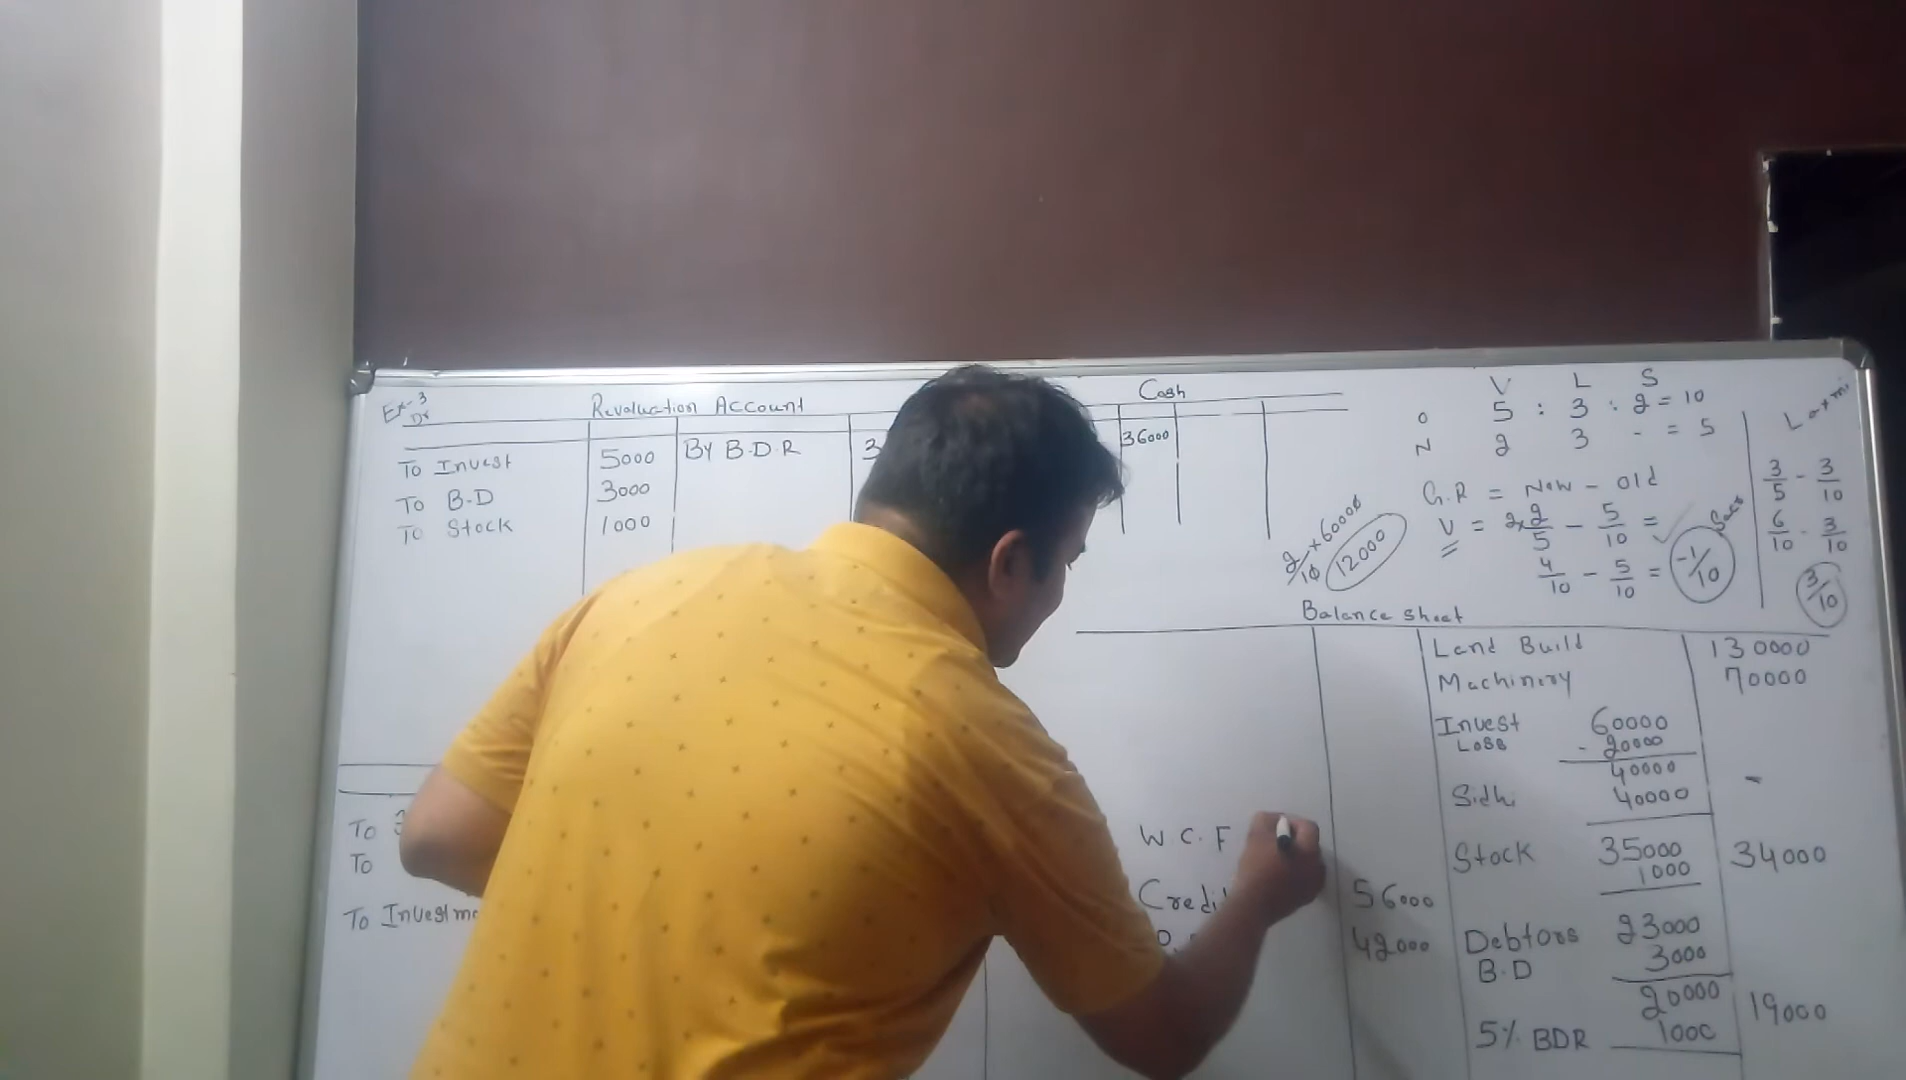 Ex-3
Dr
Revaluation Account
To Invest 5000 By B.D.R 3
To B-D 3000
To Stock 1000
To
To
To Investme
Cash
36000
2/10 x 60000
12000
V L S
O 5 : 3 : 2 = 10
N 2 3 - = 5
G.R = New - old
V = 2x2/5 - 5/10 =
4/10 - 5/10 = -1/10
3/5 - 3/10
6/10 - 3/10
3/10
Balance sheet
Land Build 130000
Machinery 70000
Invest 60000
Loss - 20000
40000
Sidhi 40000 -
W C. F
Stock 35000 34000
1000
Credi 56000
42000 Debtors 23000
B.D 3000
20000 19000
5% BDR 1000